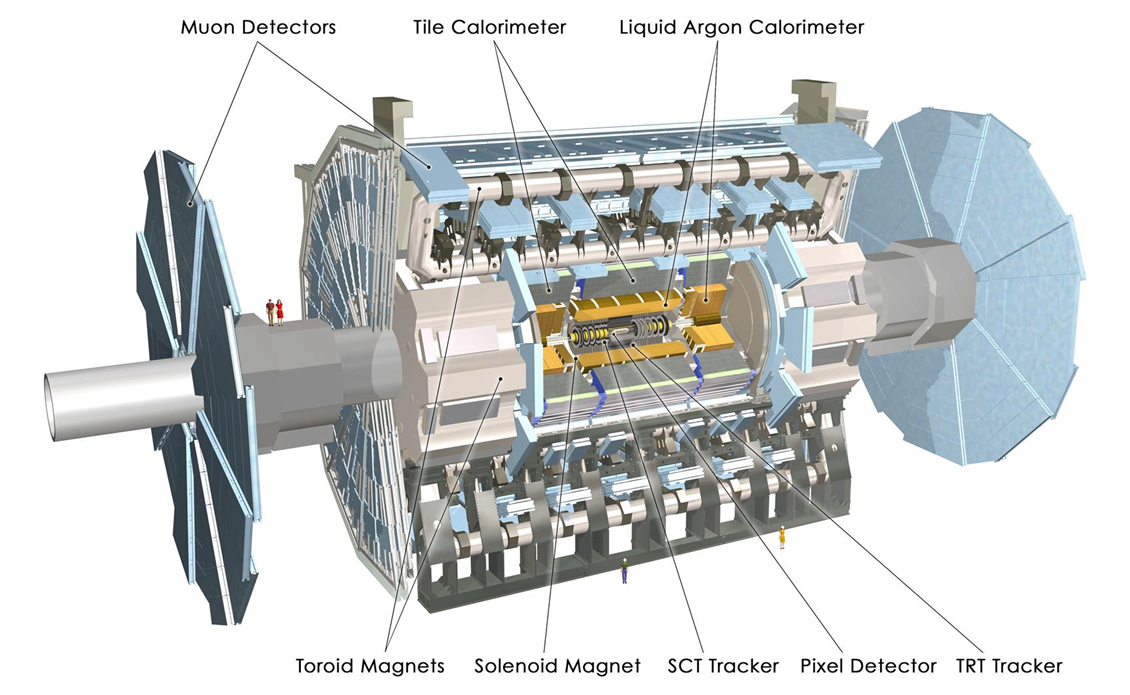 Muon Detectors
Tile Calorimeter
Liquid Argon Calorimeter
Toroid Magnets
Solenoid Magnet
SCT Tracker
Pixel Detector
TRT Tracker